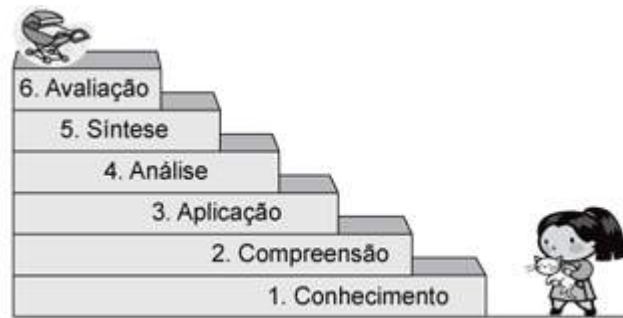 6. Avaliação
5. Síntese
4. Análise
3. Aplicação
2. Compreensão
1. Conhecimento